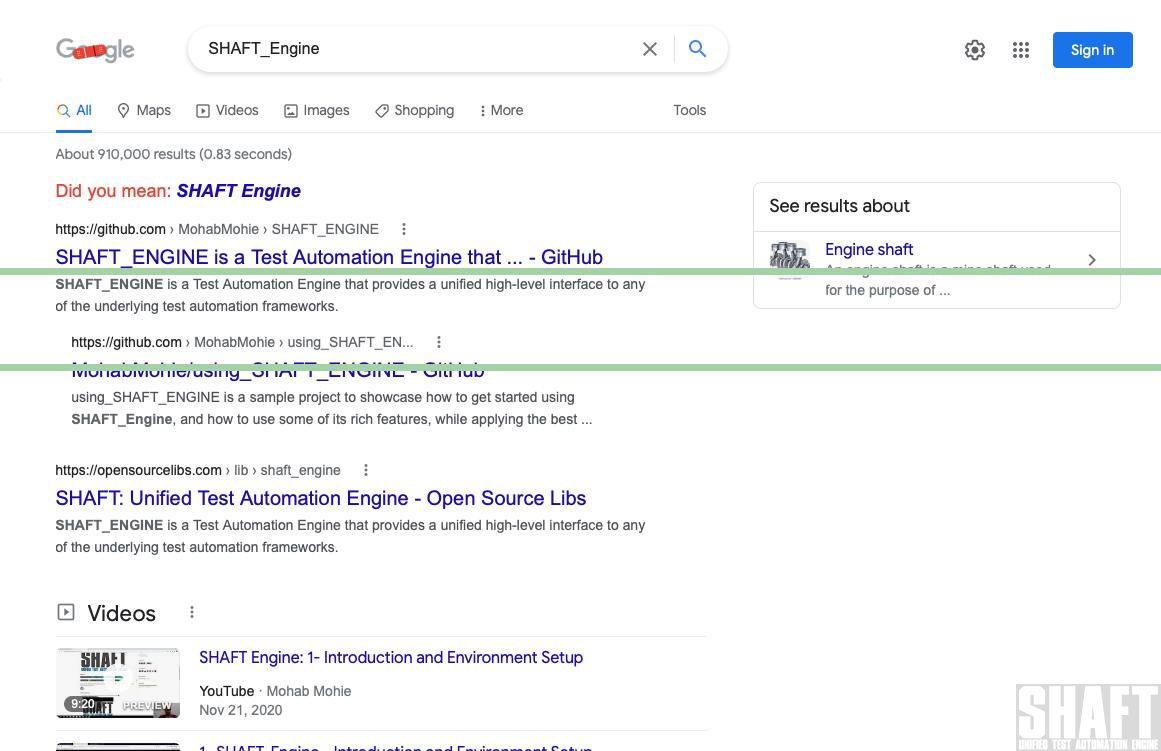 Google
SHAFT_Engine
Sign in
All
Maps
Videos
Images
Shopping
More
Tools
About 910,000 results (0.83 seconds)
Did you mean: SHAFT Engine
https://github.com › MohabMohie › SHAFT_ENGINE
SHAFT_ENGINE is a Test Automation Engine that ... - GitHub
SHAFT_ENGINE is a Test Automation Engine that provides a unified high-level interface to any
of the underlying test automation frameworks.
https://github.com › MohabMohie › using_SHAFT_EN...
MohabMohie/using_SHAFT_ENGINE - GitHub
using_SHAFT_ENGINE is a sample project to showcase how to get started using
SHAFT_Engine, and how to use some of its rich features, while applying the best ...
https://opensourcelibs.com › lib › shaft_engine
SHAFT: Unified Test Automation Engine - Open Source Libs
SHAFT_ENGINE is a Test Automation Engine that provides a unified high-level interface to any
of the underlying test automation frameworks.
Videos
SHAFT
9:20
PREVIEW
SHAFT Engine: 1- Introduction and Environment Setup
YouTube · Mohab Mohie
Nov 21, 2020
1- SHAFT_Engine - Introduction and Environment Setup
See results about
Engine shaft
An engine shaft is a mine shaft used
for the purpose of ...
SHAFT
UNIFIED TEST AUTOMATION ENGINE